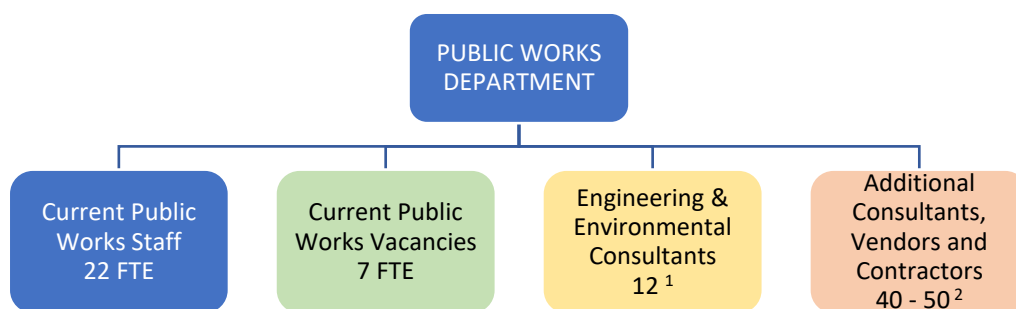 PUBLIC WORKS
DEPARTMENT
Current Public
Works Staff
22 FTE
Current Public
Works Vacancies
7 FTE
Engineering &
Environmental
Consultants
12 ¹
Additional
Consultants,
Vendors and
Contractors
40 - 50 ²